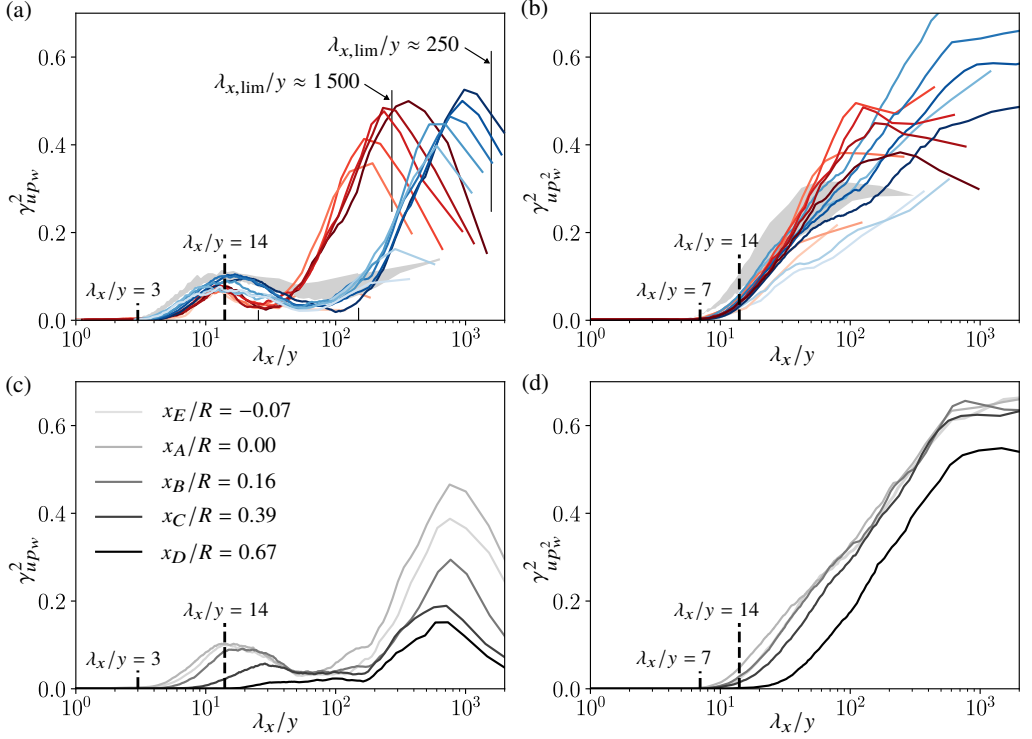 (a)
(b)
λx,lim/y ≈ 250
λx,lim/y ≈ 1 500
λx/y = 14
λx/y = 3
0.6
0.4
0.2
0.0
γ²upw
10⁰ 10¹ 10² 10³
λx/y
λx/y = 14
λx/y = 7
0.6
0.4
0.2
0.0
γ²up²w
10⁰ 10¹ 10² 10³
λx/y
(c)
(d)
xE/R = −0.07
xA/R = 0.00
xB/R = 0.16
xC/R = 0.39
xD/R = 0.67
λx/y = 14
λx/y = 3
0.6
0.4
0.2
0.0
γ²upw
10⁰ 10¹ 10² 10³
λx/y
λx/y = 14
λx/y = 7
0.6
0.4
0.2
0.0
γ²up²w
10⁰ 10¹ 10² 10³
λx/y